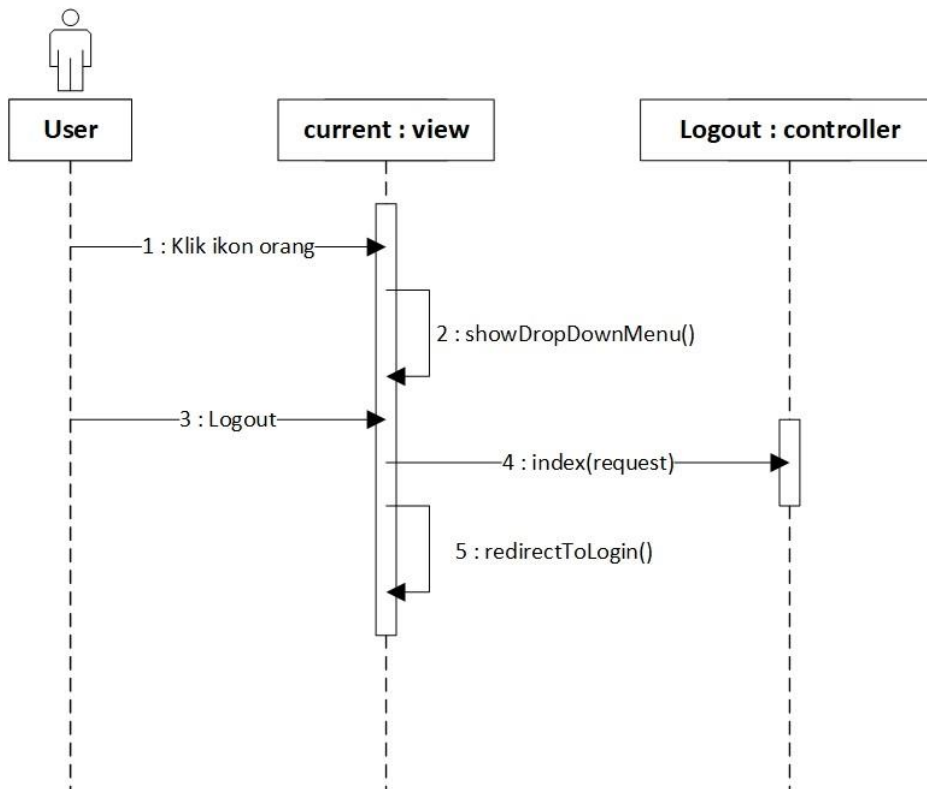 User
current : view
Logout : controller
1 : Klik ikon orang
2 : showDropDownMenu()
3 : Logout
4 : index(request)
5 : redirectToLogin()